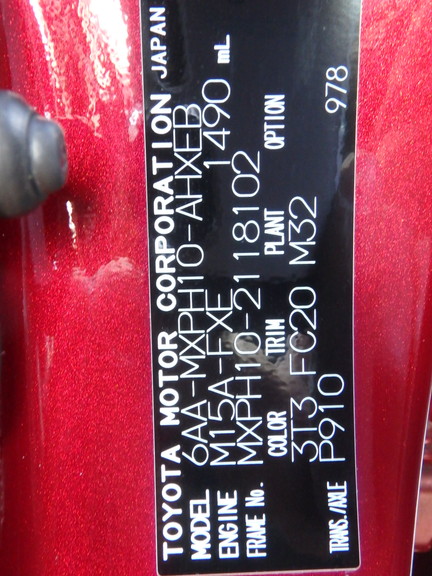 TOYOTA MOTOR CORPORATION JAPAN
MODEL 6AA-MXPH10-AHXEB
ENGINE M15A-FXE 1490 mL
FRAME No. MXPH10-2118102
COLOR TRIM PLANT OPTION
3T3 FC20 M32
TRANS./AXLE P910 978